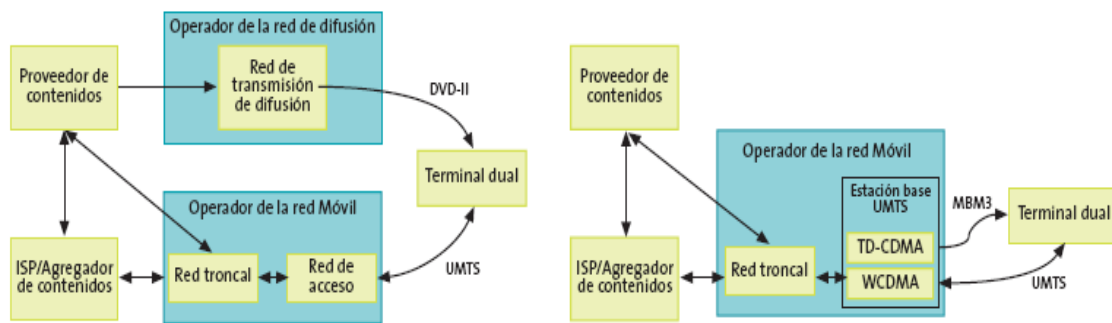 Operador de la red de difusión
Proveedor de
contenidos
Red de
transmisión
de difusión
DVD-II
Terminal dual
Operador de la red Móvil
ISP/Agregador
de contenidos
Red troncal
Red de
acceso
UMTS
Proveedor de
contenidos
Operador de la red Móvil
Estación base
UMTS
MBM3
Terminal dual
TD-CDMA
ISP/Agregador
de contenidos
Red troncal
WCDMA
UMTS